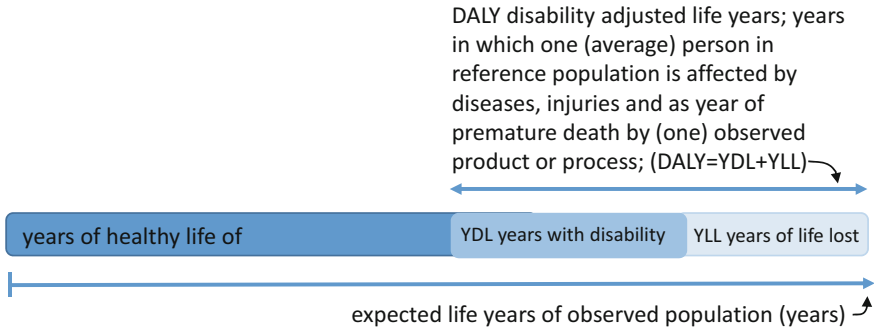 DALY disability adjusted life years; years
in which one (average) person in
reference population is affected by
diseases, injuries and as year of
premature death by (one) observed
product or process; (DALY=YDL+YLL)
years of healthy life of
YDL years with disability
YLL years of life lost
expected life years of observed population (years)